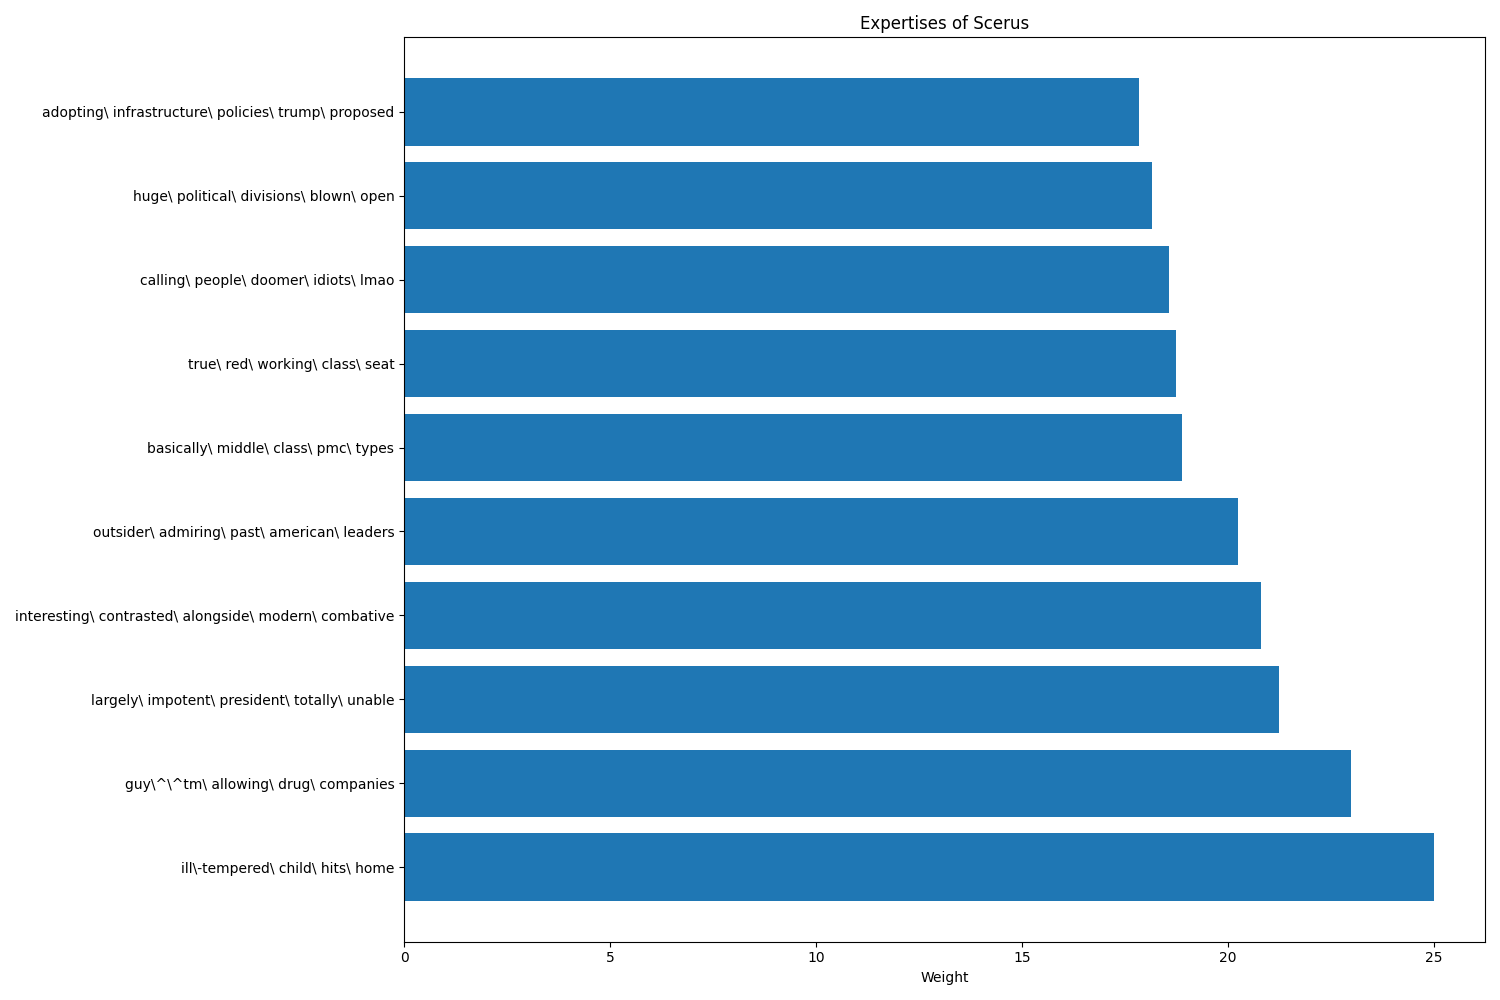 Expertises of Scerus
adopting\ infrastructure\ policies\ trump\ proposed
huge\ political\ divisions\ blown\ open
calling\ people\ doomer\ idiots\ lmao
true\ red\ working\ class\ seat
basically\ middle\ class\ pmc\ types
outsider\ admiring\ past\ american\ leaders
interesting\ contrasted\ alongside\ modern\ combative
largely\ impotent\ president\ totally\ unable
guy\^\^tm\ allowing\ drug\ companies
ill\-tempered\ child\ hits\ home
0 5 10 15 20 25
Weight